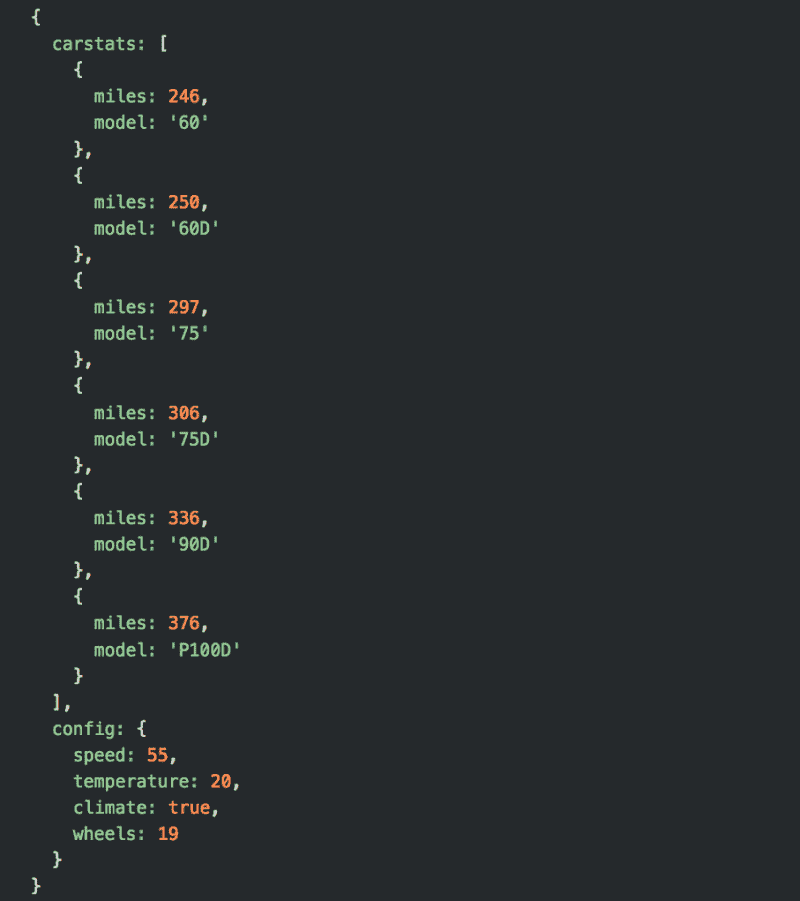 {
  carstats: [
    {
      miles: 246,
      model: '60'
    },
    {
      miles: 250,
      model: '60D'
    },
    {
      miles: 297,
      model: '75'
    },
    {
      miles: 306,
      model: '75D'
    },
    {
      miles: 336,
      model: '90D'
    },
    {
      miles: 376,
      model: 'P100D'
    }
  ],
  config: {
    speed: 55,
    temperature: 20,
    climate: true,
    wheels: 19
  }
}